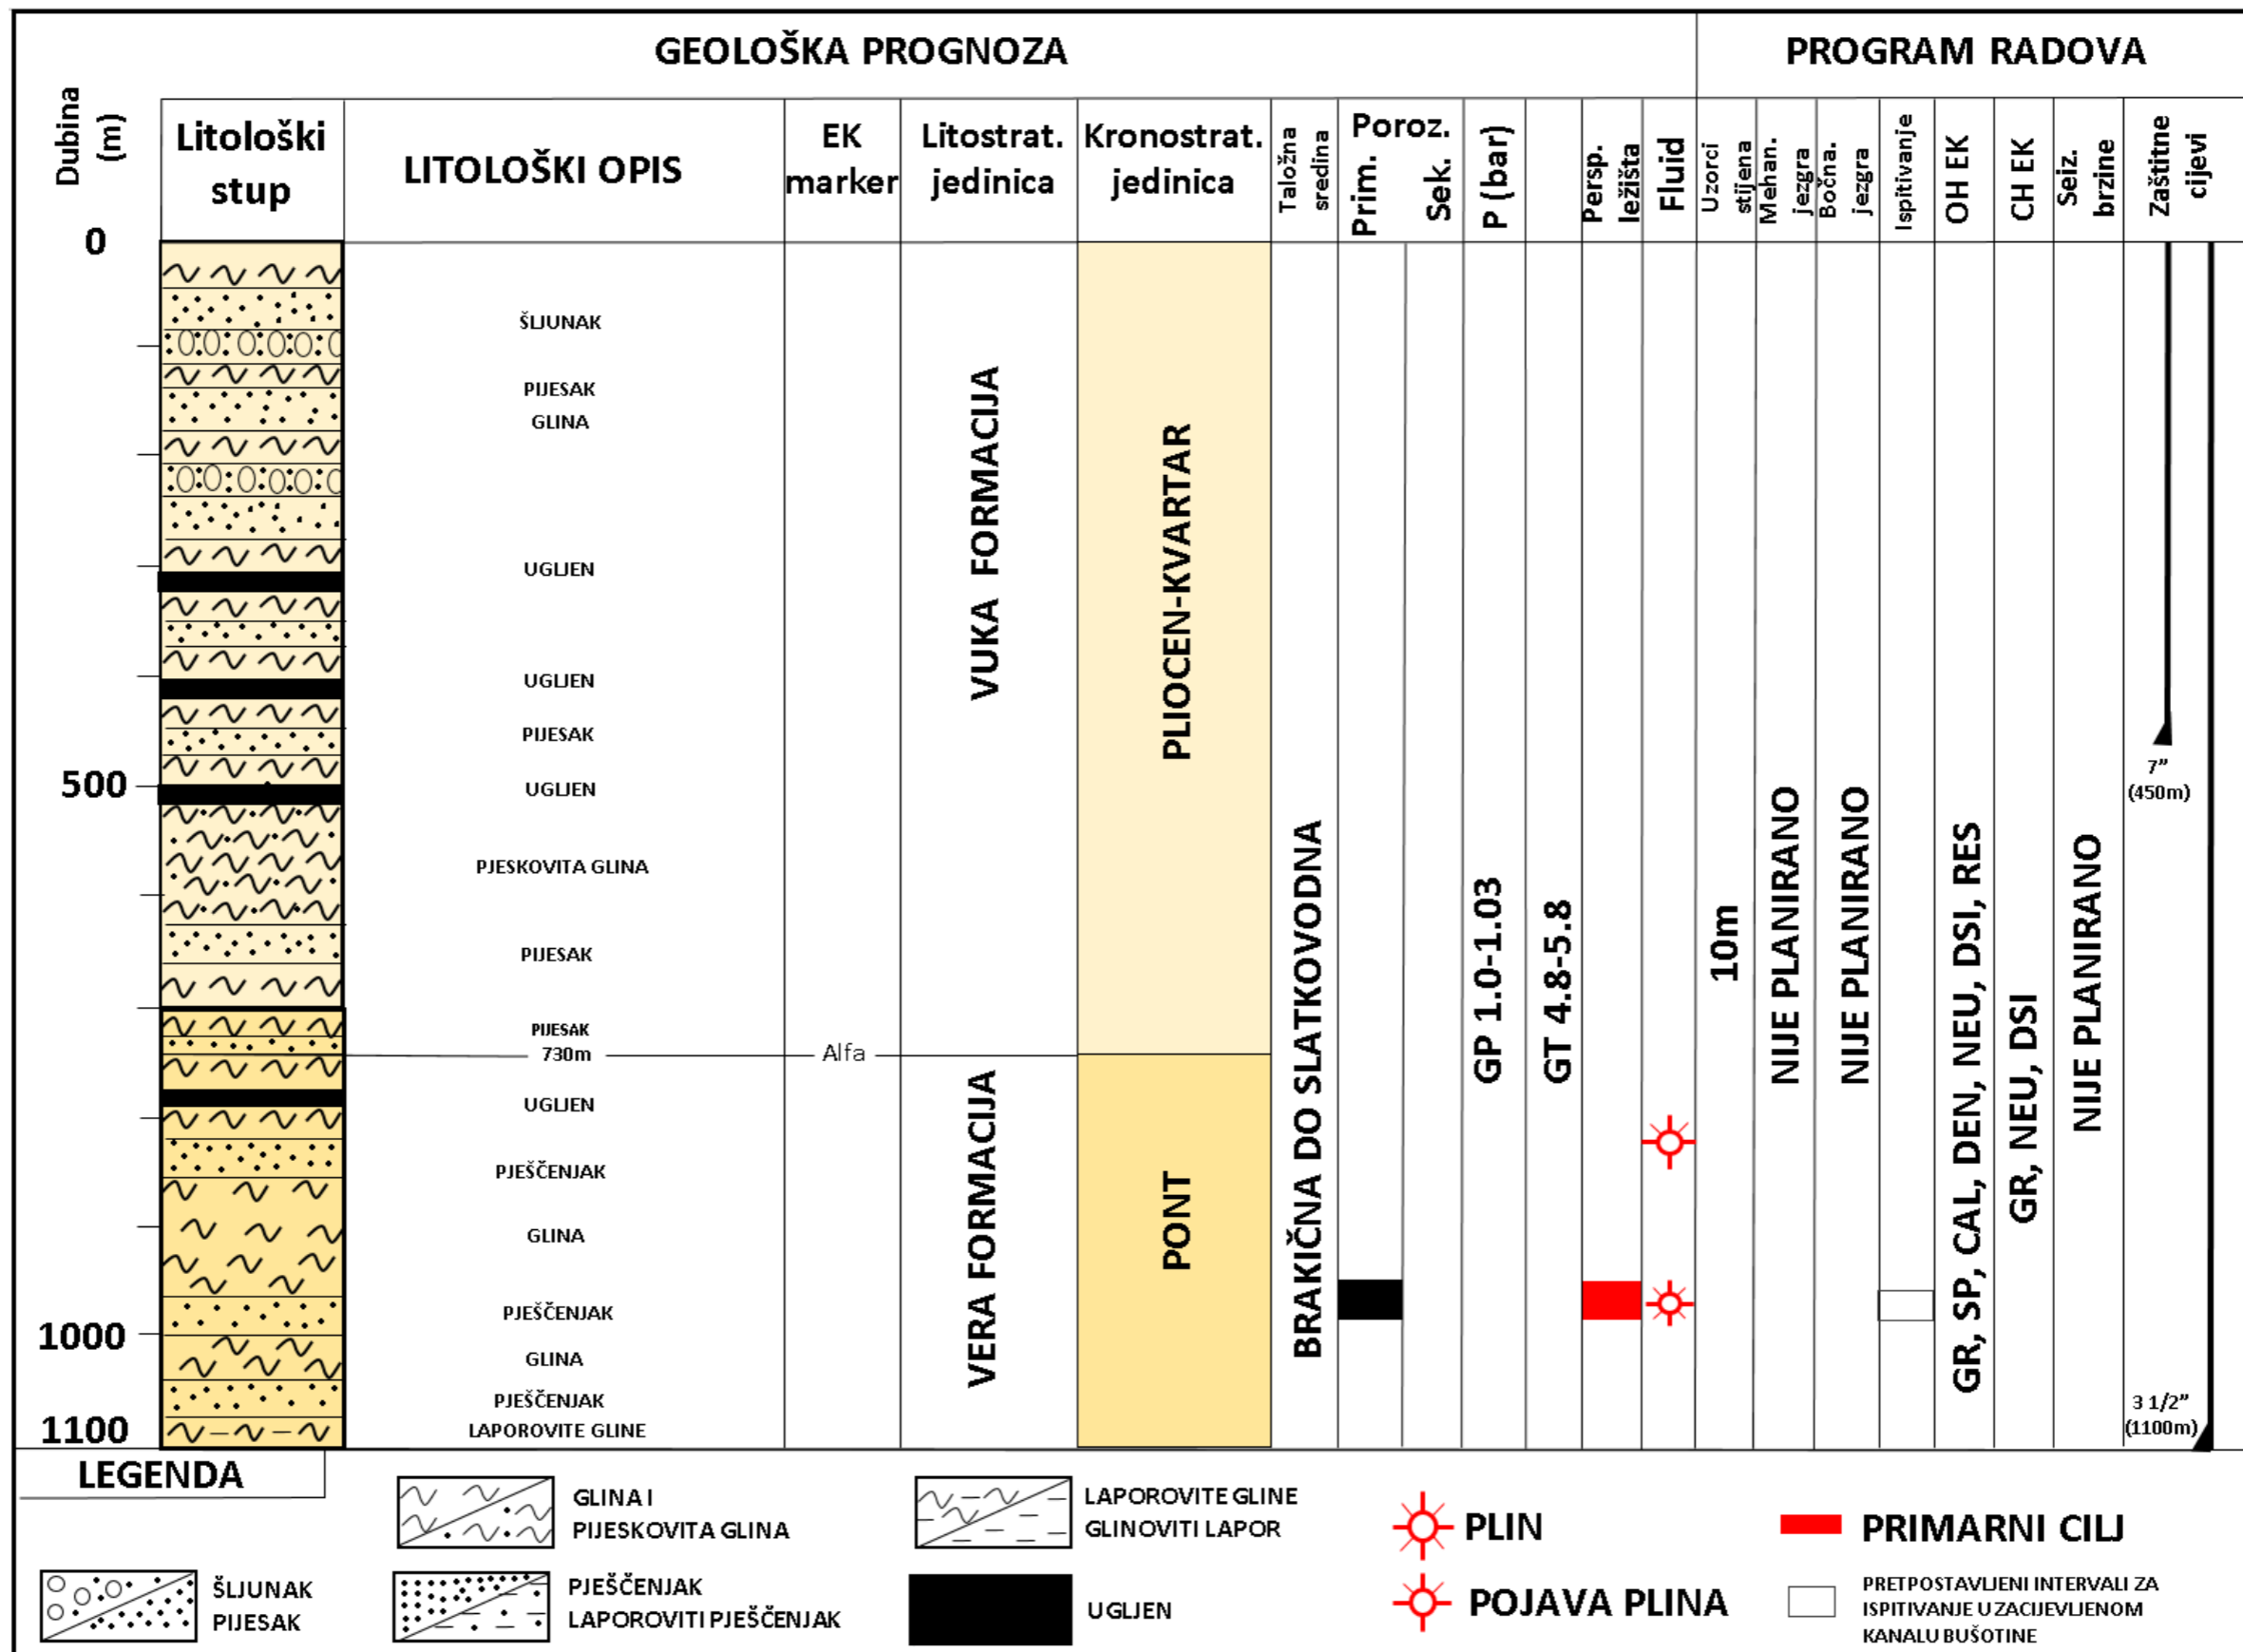 GEOLOŠKA PROGNOZA
PROGRAM RADOVA
Dubina
(m)
Litološki
stup
LITOLOŠKI OPIS
EK
marker
Litostrat.
jedinica
Kronostrat.
jedinica
Taložna
sredina
Poroz.
Prim.
Sek.
P (bar)
Persp.
ležišta
Fluid
Uzorci
stijena
Mehan.
jezgra
Bočna.
jezgra
Ispitivanje
OH EK
CH EK
Seiz.
brzine
Zaštitne
cijevi
0
500
1000
1100
ŠLJUNAK
PIJESAK
GLINA
UGLJEN
UGLJEN
PIJESAK
UGLJEN
PJESKOVITA GLINA
PIJESAK
PIJESAK
730m
UGLJEN
PJEŠČENJAK
GLINA
PJEŠČENJAK
GLINA
PJEŠČENJAK
LAPOROVITE GLINE
Alfa
VUKA FORMACIJA
VERA FORMACIJA
PLIOCEN-KVARTAR
PONT
BRAKIČNA DO SLATKOVODNA
GP 1.0-1.03
GT 4.8-5.8
10m
NIJE PLANIRANO
NIJE PLANIRANO
GR, SP, CAL, DEN, NEU, DSI, RES
GR, NEU, DSI
NIJE PLANIRANO
7”
(450m)
3 1/2”
(1100m)
LEGENDA
ŠLJUNAK
PIJESAK
GLINA I
PIJESKOVITA GLINA
PJEŠČENJAK
LAPOROVITI PJEŠČENJAK
LAPOROVITE GLINE
GLINOVITI LAPOR
UGLJEN
PLIN
POJAVA PLINA
PRIMARNI CILJ
PRETPOSTAVLJENI INTERVALI ZA
ISPITIVANJE U ZACIJEVLJENOM
KANALU BUŠOTINE